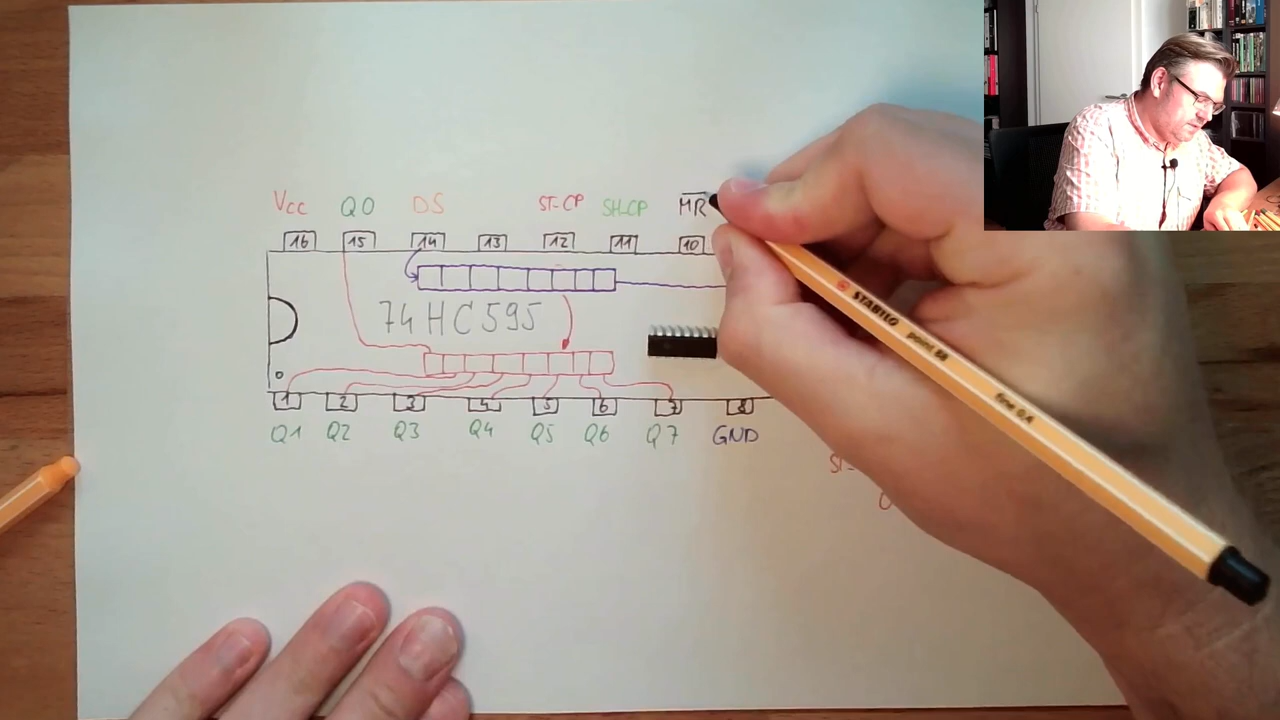 Vcc Q0 DS ST-CP SH-CP MR
16 15 14 13 12 11 10
74HC595
1 2 3 4 5 6 7 8
Q1 Q2 Q3 Q4 Q5 Q6 Q7 GND
STABILO point 88 fine 0,4